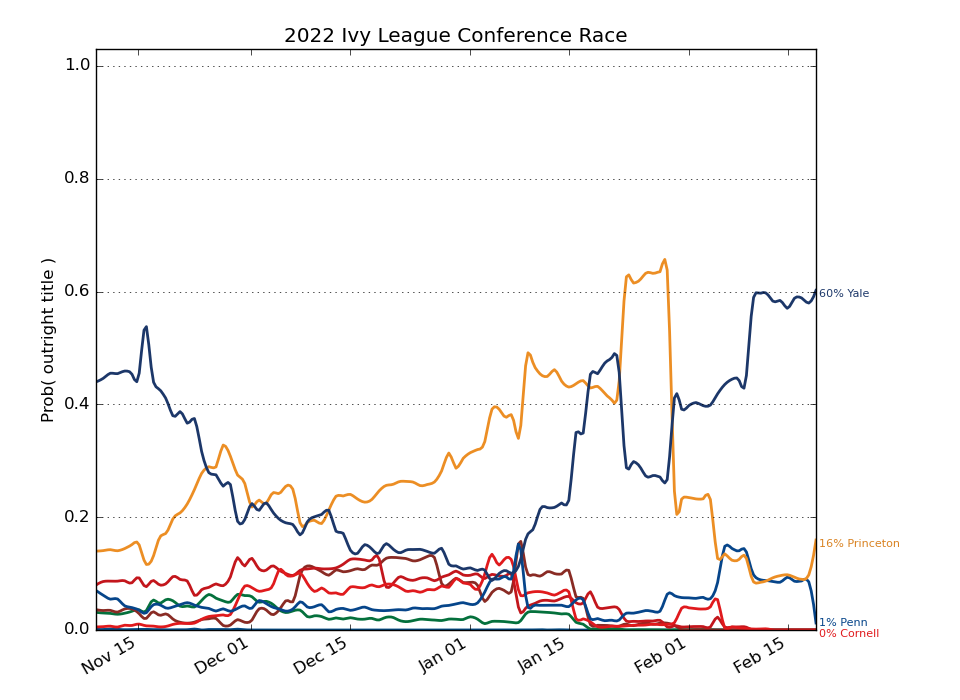 2022 Ivy League Conference Race
Prob( outright title )
1.0
0.8
0.6
0.4
0.2
0.0
60% Yale
16% Princeton
1% Penn
0% Cornell
Nov 15
Dec 01
Dec 15
Jan 01
Jan 15
Feb 01
Feb 15